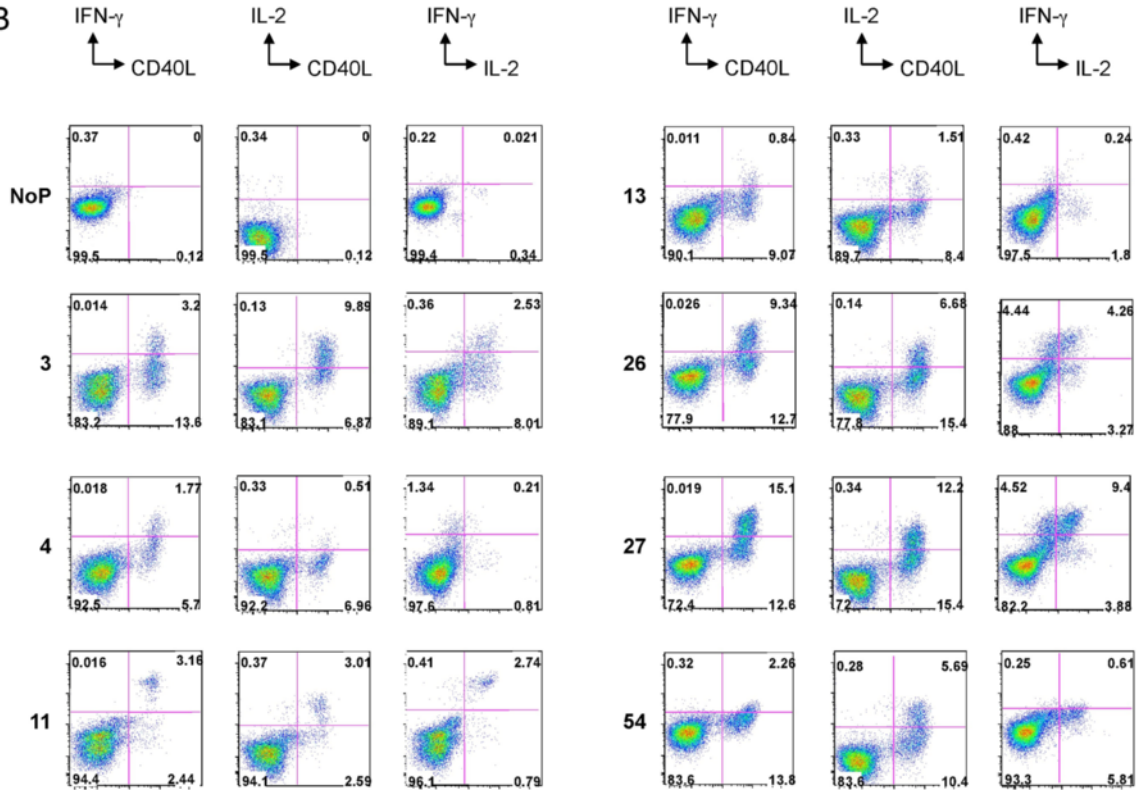 B
IFN-γ IL-2 IFN-γ IFN-γ IL-2 IFN-γ
CD40L CD40L IL-2 CD40L CD40L IL-2
0.37 0 0.34 0 0.22 0.021 0.011 0.84 0.33 1.51 0.42 0.24
NoP 13
99.5 0.12 99.5 0.12 99.4 0.34 90.1 9.07 89.7 8.4 97.5 1.8
0.014 3.2 0.13 9.89 0.36 2.53 0.026 9.34 0.14 6.68 4.44 4.26
3 26
83.2 13.6 83.1 6.87 89.1 8.01 77.9 12.7 77.8 15.4 88 3.27
0.018 1.77 0.33 0.51 1.34 0.21 0.019 15.1 0.34 12.2 4.52 9.4
4 27
92.5 5.7 92.2 6.96 97.6 0.81 72.4 12.6 72 15.4 82.2 3.88
0.016 3.16 0.37 3.01 0.41 2.74 0.32 2.26 0.28 5.69 0.25 0.61
11 54
94.4 2.44 94.1 2.59 96.1 0.79 83.6 13.8 83.6 10.4 93.3 5.81